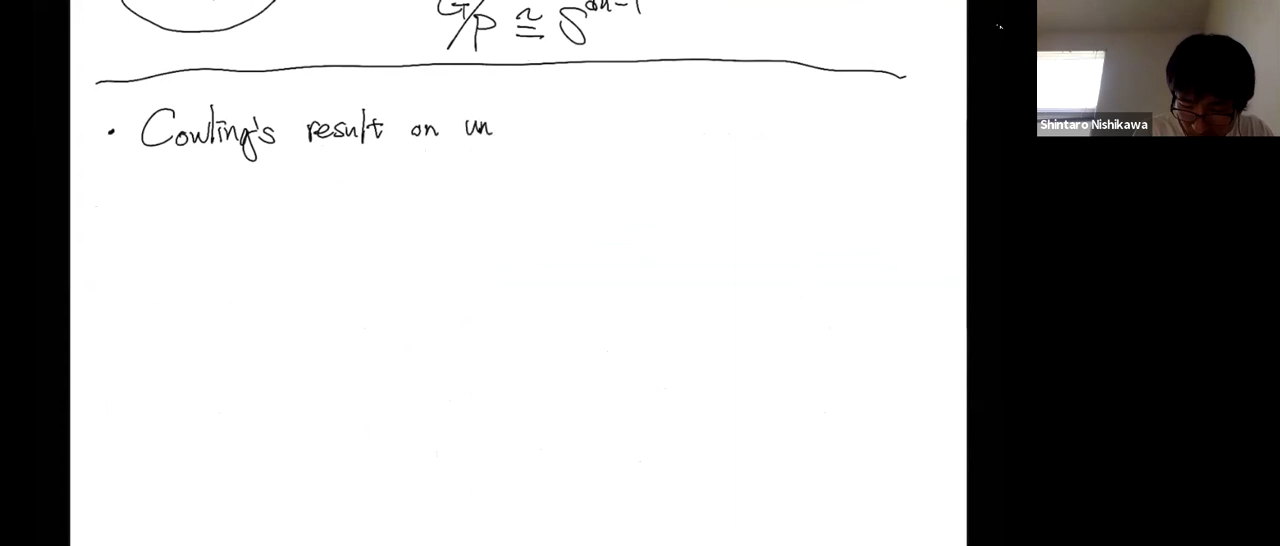 G/P ≅ S
Shintaro Nishikawa
• Cowling's result on un